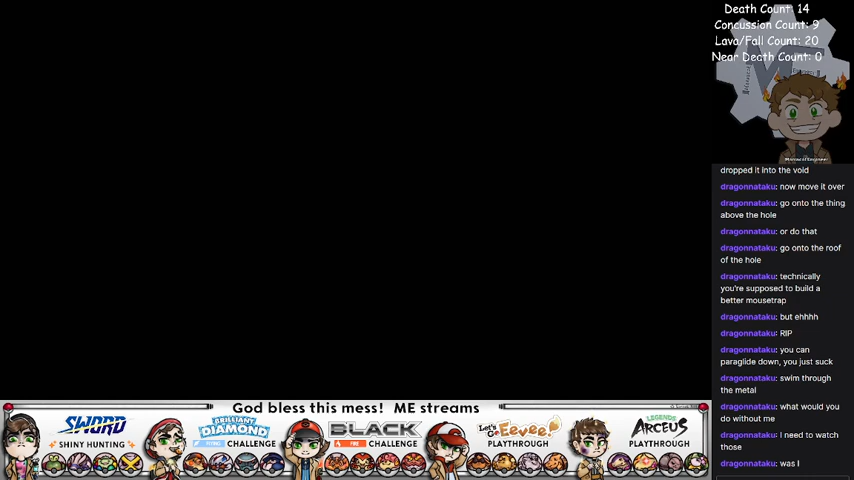 Death Count: 14
Concussion Count: 9
Lava/Fall Count: 20
Near Death Count: 0
dropped it into the void
dragonnataku: now move it over
dragonnataku: go onto the thing
above the hole
dragonnataku: or do that
dragonnataku: go onto the roof
of the hole
dragonnataku: technically
you're supposed to build a
better mousetrap
dragonnataku: but ehhhh
dragonnataku: RIP
dragonnataku: you can
paraglide down, you just suck
dragonnataku: swim through
the metal
dragonnataku: what would you
do without me
dragonnataku: I need to watch
those
dragonnataku: was I
God bless this mess! ME streams
SWORD
SHINY HUNTING
BRILLIANT
DIAMOND
CHALLENGE
BLACK
FIRE CHALLENGE
Let's Go Eevee!
PLAYTHROUGH
LEGENDS
ARCEUS
PLAYTHROUGH